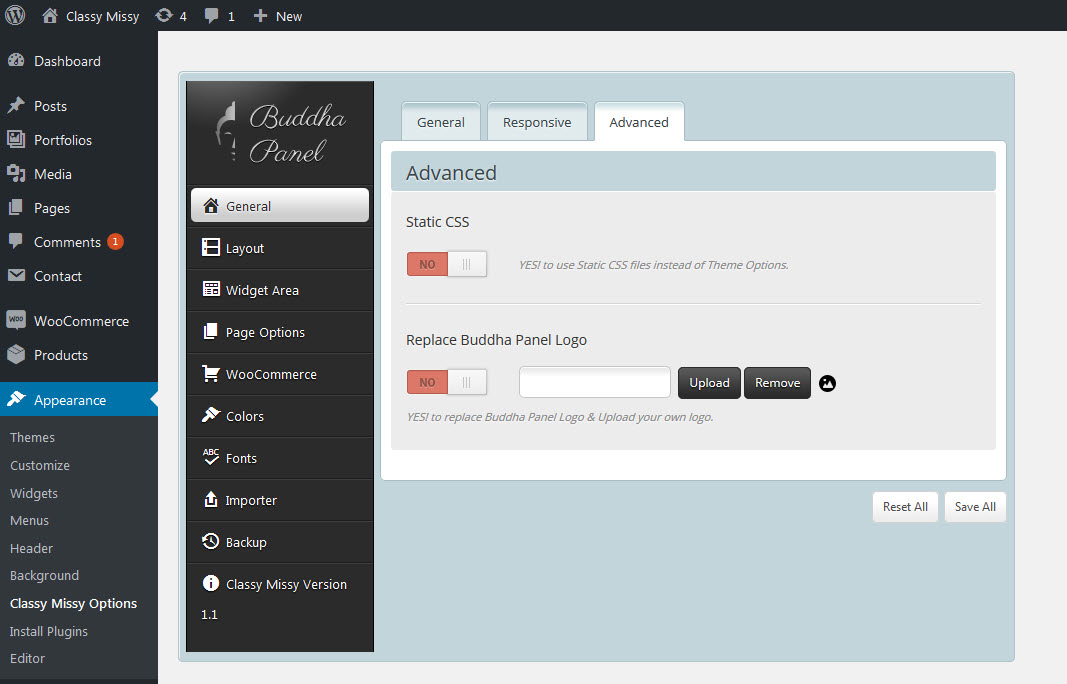 Classy Missy 4 1 New
Dashboard
Posts
Portfolios
Media
Pages
Comments 1
Contact
WOO WooCommerce
Products
Appearance
Themes
Customize
Widgets
Menus
Header
Background
Classy Missy Options
Install Plugins
Editor
Buddha
Panel
General
Layout
Widget Area
Page Options
WooCommerce
Colors
ABC Fonts
Importer
Backup
Classy Missy Version
1.1
General Responsive Advanced
Advanced
Static CSS
NO YES! to use Static CSS files instead of Theme Options.
Replace Buddha Panel Logo
NO Upload Remove
YES! to replace Buddha Panel Logo & Upload your own logo.
Reset All Save All